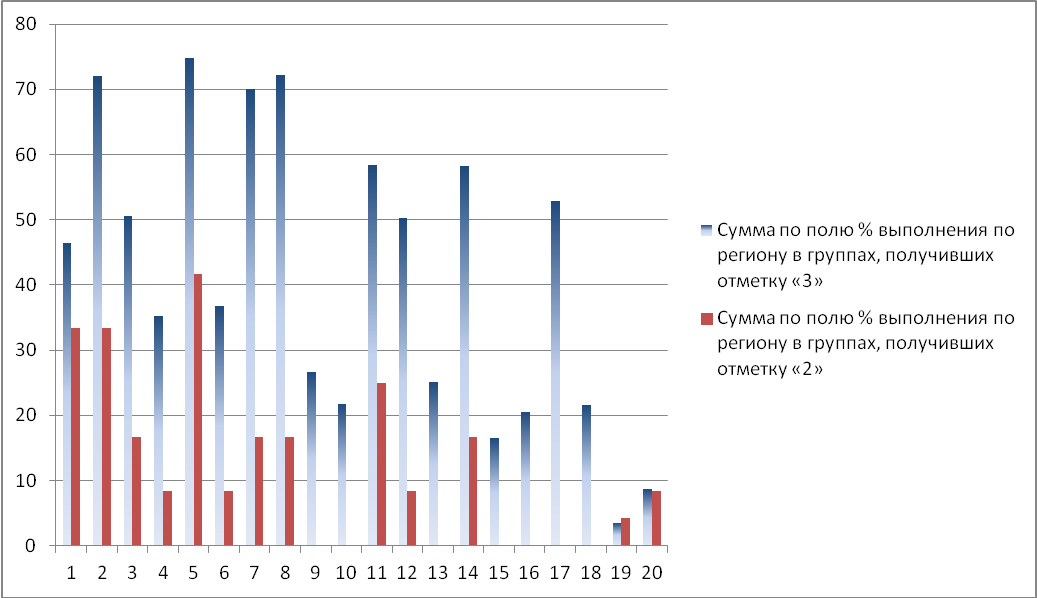 80
70
60
50
40
30
20
10
0
1 2 3 4 5 6 7 8 9 10 11 12 13 14 15 16 17 18 19 20
Сумма по полю % выполнения по
региону в группах, получивших
отметку «3»
Сумма по полю % выполнения по
региону в группах, получивших
отметку «2»